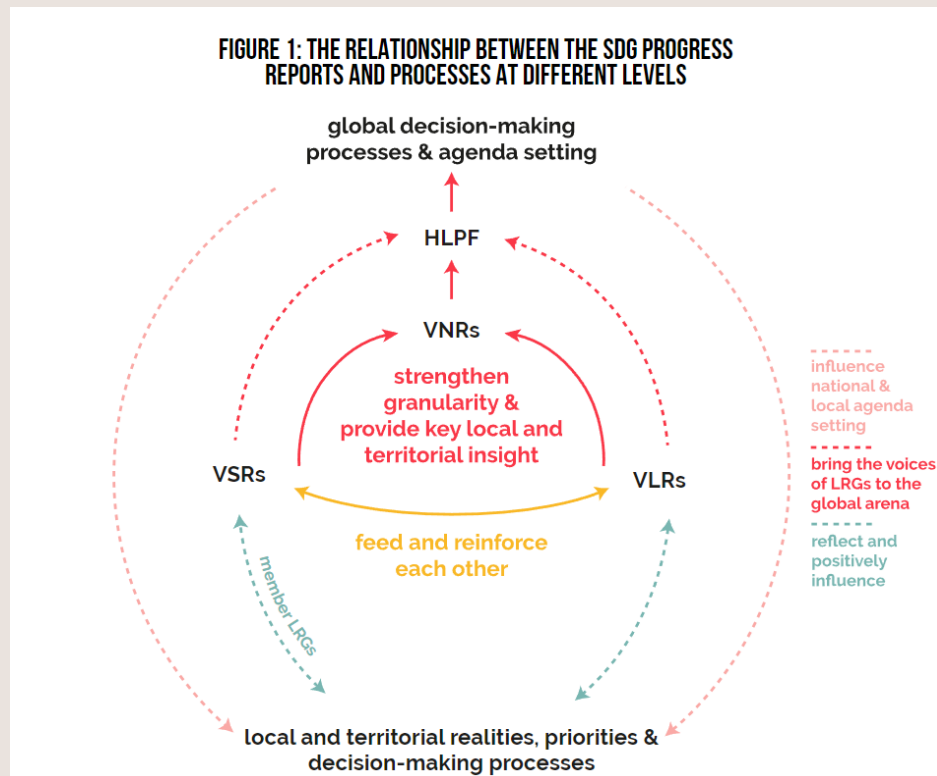 FIGURE 1: THE RELATIONSHIP BETWEEN THE SDG PROGRESS
REPORTS AND PROCESSES AT DIFFERENT LEVELS
global decision-making
processes & agenda setting
HLPF
VNRs
strengthen
granularity &
provide key local and
territorial insight
VSRs
VLRs
feed and reinforce
each other
member LRGs
local and territorial realities, priorities &
decision-making processes
influence
national &
local agenda
setting
bring the voices
of LRGs to the
global arena
reflect and
positively
influence